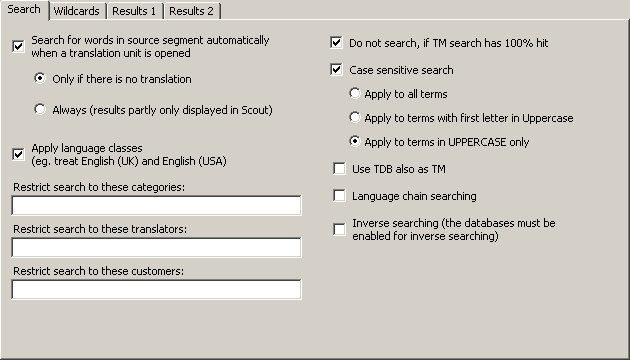 Search
Wildcards
Results 1
Results 2
Search for words in source segment automatically
when a translation unit is opened
Only if there is no translation
Always (results partly only displayed in Scout)
Apply language classes
(eg. treat English (UK) and English (USA)
Restrict search to these categories:
Restrict search to these translators:
Restrict search to these customers:
Do not search, if TM search has 100% hit
Case sensitive search
Apply to all terms
Apply to terms with first letter in Uppercase
Apply to terms in UPPERCASE only
Use TDB also as TM
Language chain searching
Inverse searching (the databases must be
enabled for inverse searching)